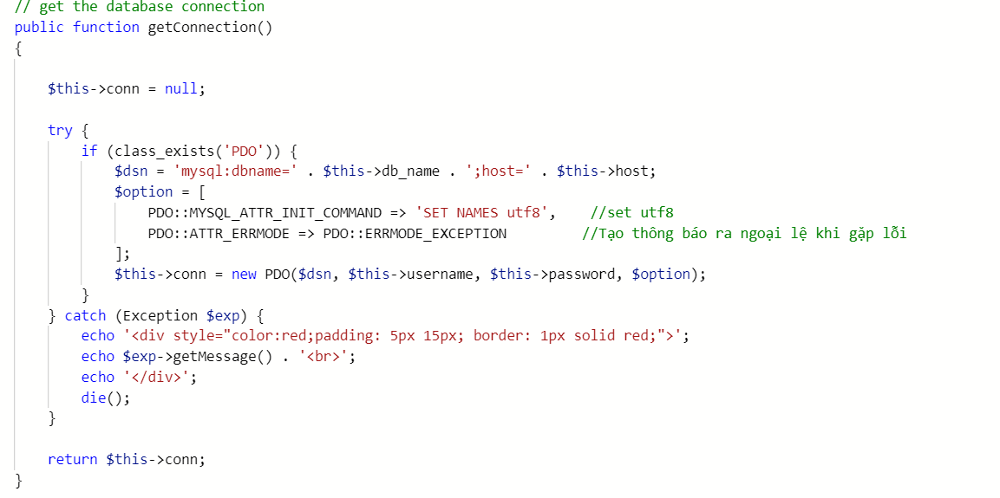 // get the database connection
public function getConnection()
{
$this->conn = null;
try {
if (class_exists('PDO')) {
$dsn = 'mysql:dbname=' . $this->db_name . ';host=' . $this->host;
$option = [
PDO::MYSQL_ATTR_INIT_COMMAND => 'SET NAMES utf8',    //set utf8
PDO::ATTR_ERRMODE => PDO::ERRMODE_EXCEPTION         //Tạo thông báo ra ngoại lệ khi gặp lỗi
];
$this->conn = new PDO($dsn, $this->username, $this->password, $option);
}
} catch (Exception $exp) {
echo '<div style="color:red;padding: 5px 15px; border: 1px solid red;">';
echo $exp->getMessage() . '<br>';
echo '</div>';
die();
}
return $this->conn;
}